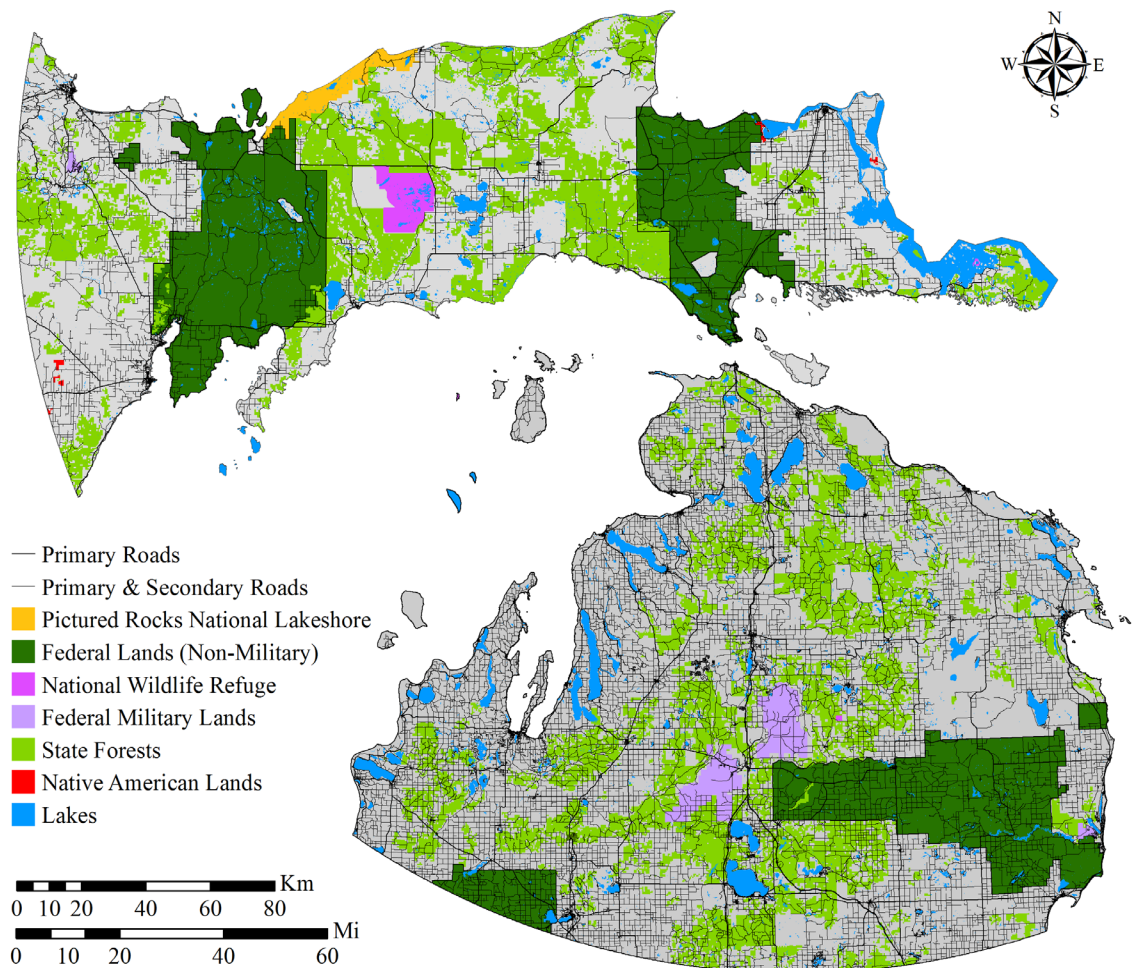 N
W E
S
Primary Roads
Primary & Secondary Roads
Pictured Rocks National Lakeshore
Federal Lands (Non-Military)
National Wildlife Refuge
Federal Military Lands
State Forests
Native American Lands
Lakes
Km
0 10 20 40 60 80
Mi
0 10 20 40 60